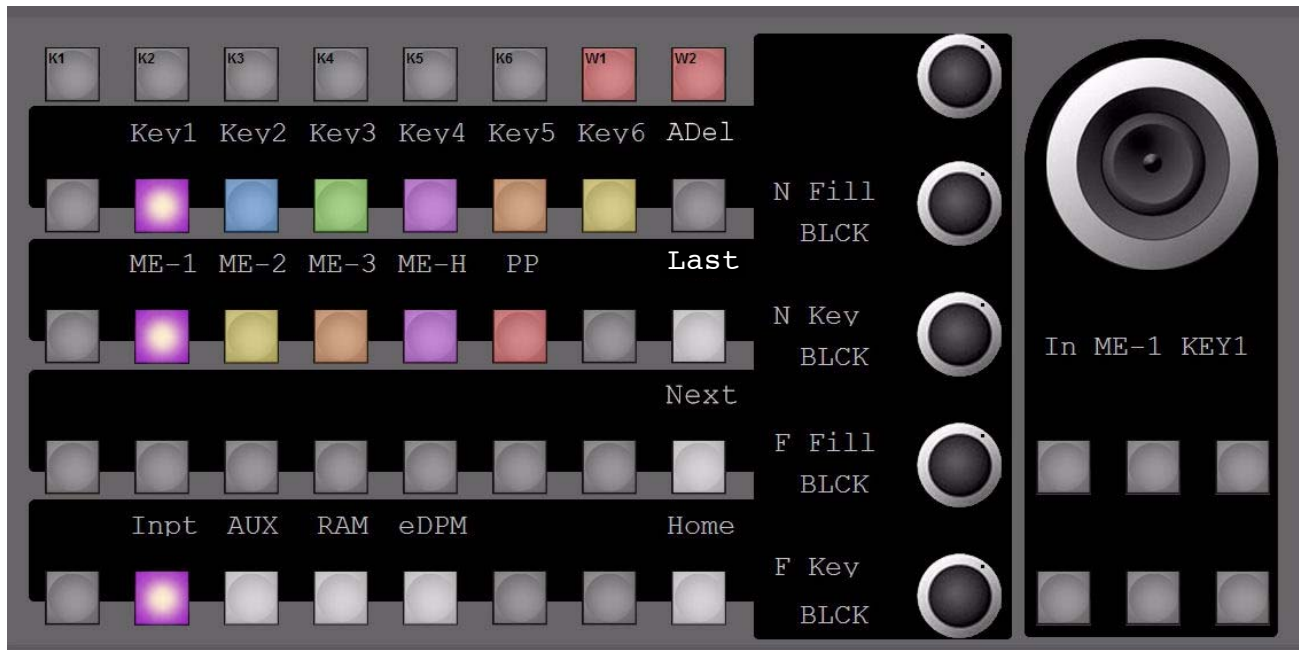 K1 K2 K3 K4 K5 K6 W1 W2
Key1 Key2 Key3 Key4 Key5 Key6 ADel
N Fill
BLCK
ME-1 ME-2 ME-3 ME-H PP Last
N Key
BLCK
In ME-1 KEY1
Next
F Fill
BLCK
Inpt AUX RAM eDPM Home
F Key
BLCK